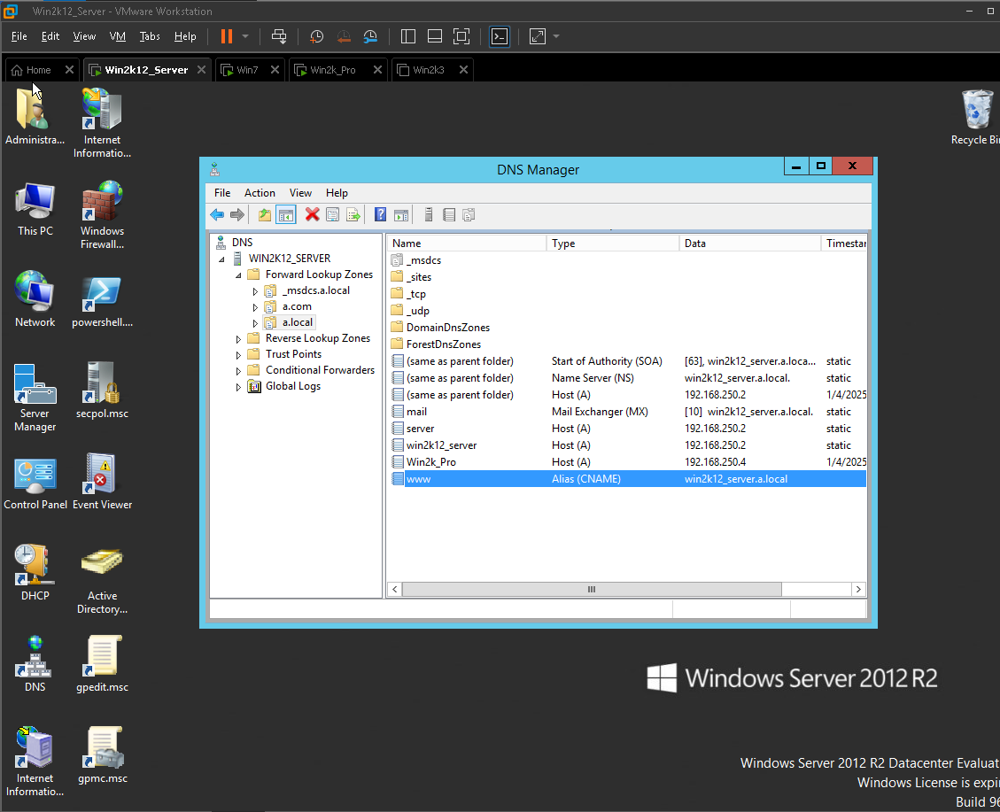 Win2k12_Server - VMware Workstation
File Edit View VM Tabs Help
Home Win2k12_Server Win7 Win2k_Pro Win2k3
Administra...
Internet
Informatio...
Recycle Bin
This PC
Windows
Firewall...
Network
powershell....
Server
Manager
secpol.msc
Control Panel
Event Viewer
DHCP
Active
Directory...
DNS
gpedit.msc
Internet
Informatio...
gpmc.msc
DNS Manager
File Action View Help
DNS
WIN2K12_SERVER
Forward Lookup Zones
_msdcs.a.local
a.com
a.local
Reverse Lookup Zones
Trust Points
Conditional Forwarders
Global Logs
Name Type Data Timestar
_msdcs
_sites
_tcp
_udp
DomainDnsZones
ForestDnsZones
(same as parent folder) Start of Authority (SOA) [63], win2k12_server.a.loca... static
(same as parent folder) Name Server (NS) win2k12_server.a.local. static
(same as parent folder) Host (A) 192.168.250.2 1/4/2025
mail Mail Exchanger (MX) [10] win2k12_server.a.local. static
server Host (A) 192.168.250.2 static
win2k12_server Host (A) 192.168.250.2 static
Win2k_Pro Host (A) 192.168.250.4 1/4/2025
www Alias (CNAME) win2k12_server.a.local
Windows Server 2012 R2
Windows Server 2012 R2 Datacenter Evaluat
Windows License is expi
Build 96